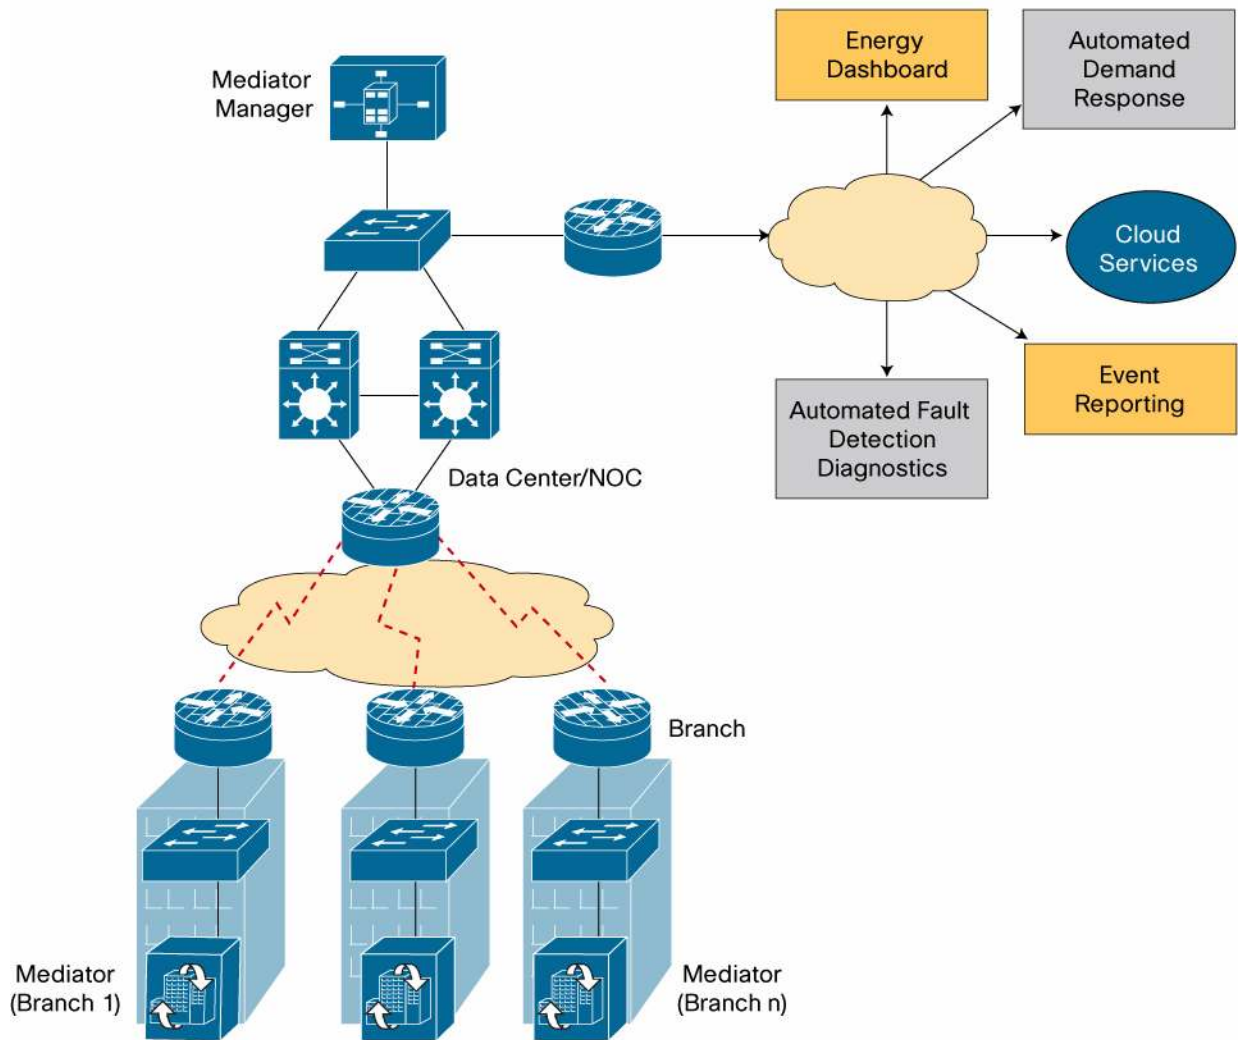 Energy
Dashboard
Automated
Demand
Response
Mediator
Manager
Cloud
Services
Event
Reporting
Automated Fault
Detection
Diagnostics
Data Center/NOC
Branch
Mediator
(Branch 1)
Mediator
(Branch n)